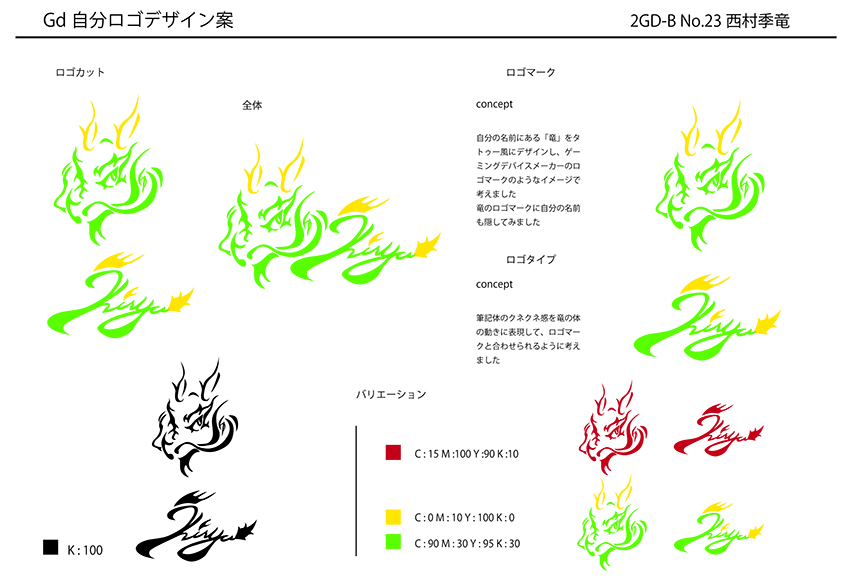 Gd 自分ロゴデザイン案
2GD-B No.23 西村季竜
ロゴカット
全体
Kiryu
Kiryu
ロゴマーク
concept
自分の名前にある「竜」をタ
トゥー風にデザインし、ゲー
ミングデバイスメーカーのロ
ゴマークのようなイメージで
考えました
竜のロゴマークに自分の名前
も隠してみました
ロゴタイプ
concept
筆記体のクネクネ感を竜の体
の動きに表現して、ロゴマー
クと合わせられるように考え
ました
Kiryu
Kiryu
K : 100
バリエーション
C : 15 M :100 Y : 90 K : 10
Kiryu
C : 0 M : 10 Y : 100 K : 0
C : 90 M : 30 Y : 95 K : 30
Kiryu